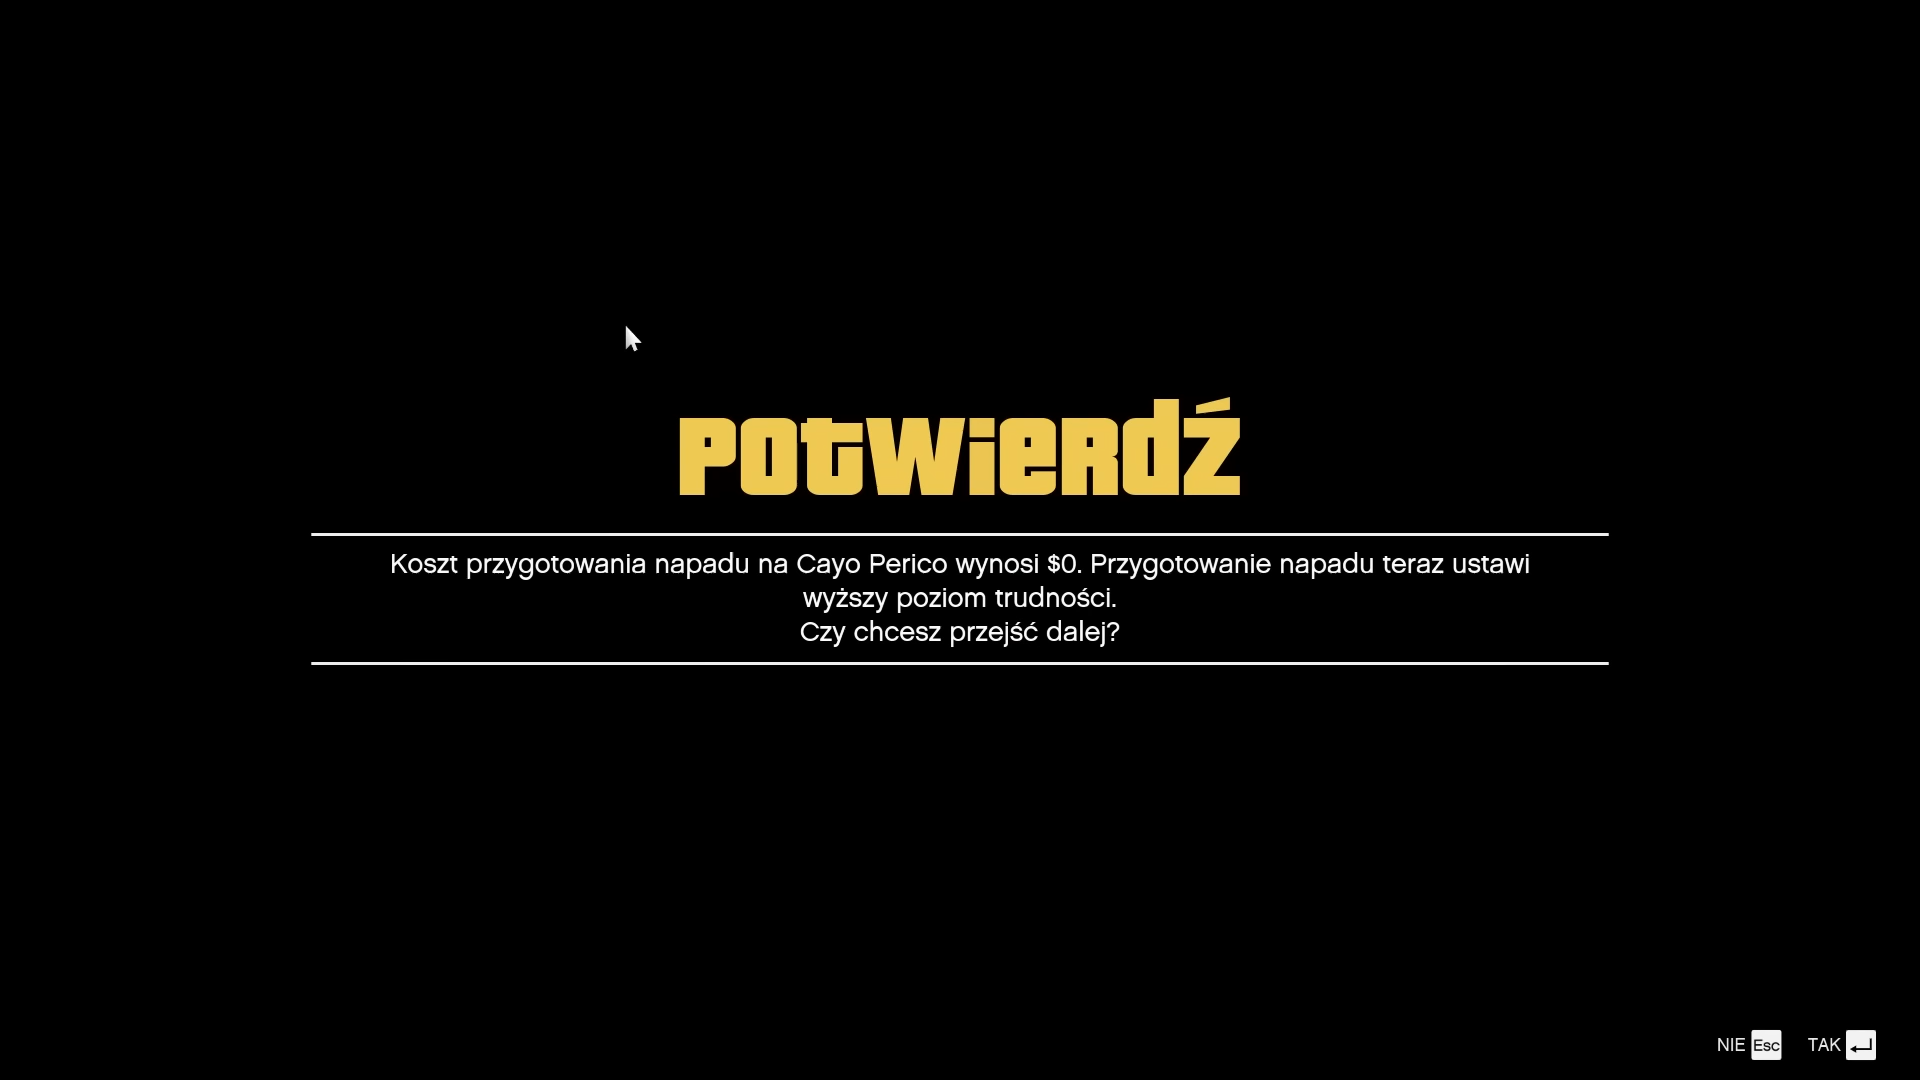 POTWIERDŹ
Koszt przygotowania napadu na Cayo Perico wynosi $0. Przygotowanie napadu teraz ustawi
wyższy poziom trudności.
Czy chcesz przejść dalej?
NIE Esc TAK